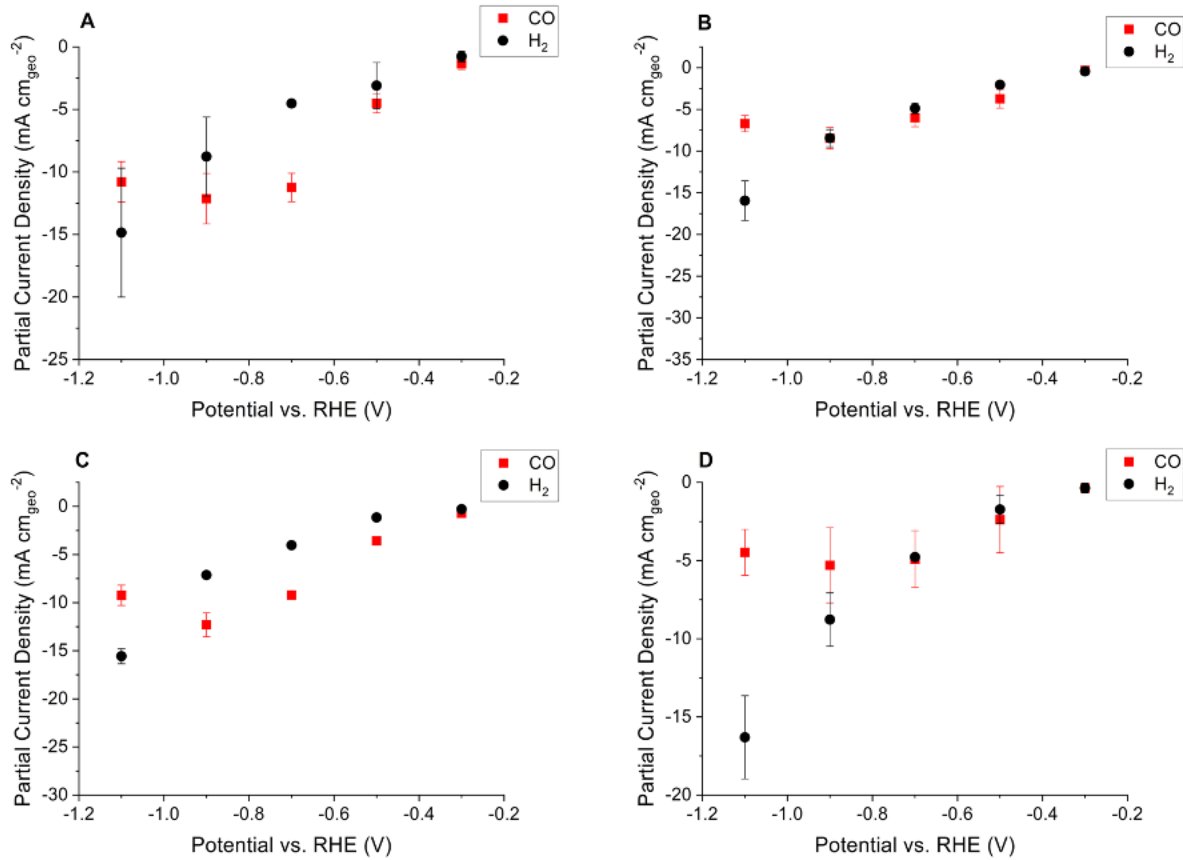 A
CO
H₂
0
-5
-10
-15
-20
-25
Partial Current Density (mA cm_geo⁻²)
-1.2 -1.0 -0.8 -0.6 -0.4 -0.2
Potential vs. RHE (V)
B
CO
H₂
0
-5
-10
-15
-20
-25
-30
-35
Partial Current Density (mA cm_geo⁻²)
-1.2 -1.0 -0.8 -0.6 -0.4 -0.2
Potential vs. RHE (V)
C
CO
H₂
0
-5
-10
-15
-20
-25
-30
Partial Current Density (mA cm_geo⁻²)
-1.2 -1.0 -0.8 -0.6 -0.4 -0.2
Potential vs. RHE (V)
D
CO
H₂
0
-5
-10
-15
-20
Partial Current Density (mA cm_geo⁻²)
-1.2 -1.0 -0.8 -0.6 -0.4 -0.2
Potential vs. RHE (V)